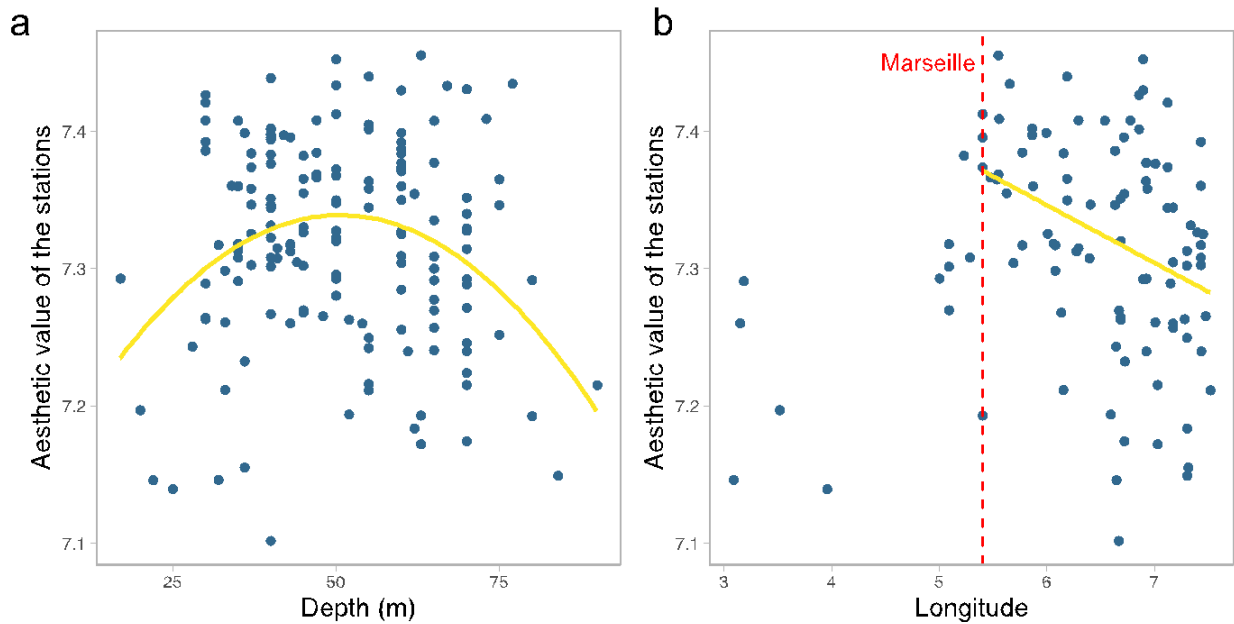 a
Aesthetic value of the stations
7.4
7.3
7.2
7.1
25
50
75
Depth (m)
b
Marseille
Aesthetic value of the stations
7.4
7.3
7.2
7.1
3
4
5
6
7
Longitude